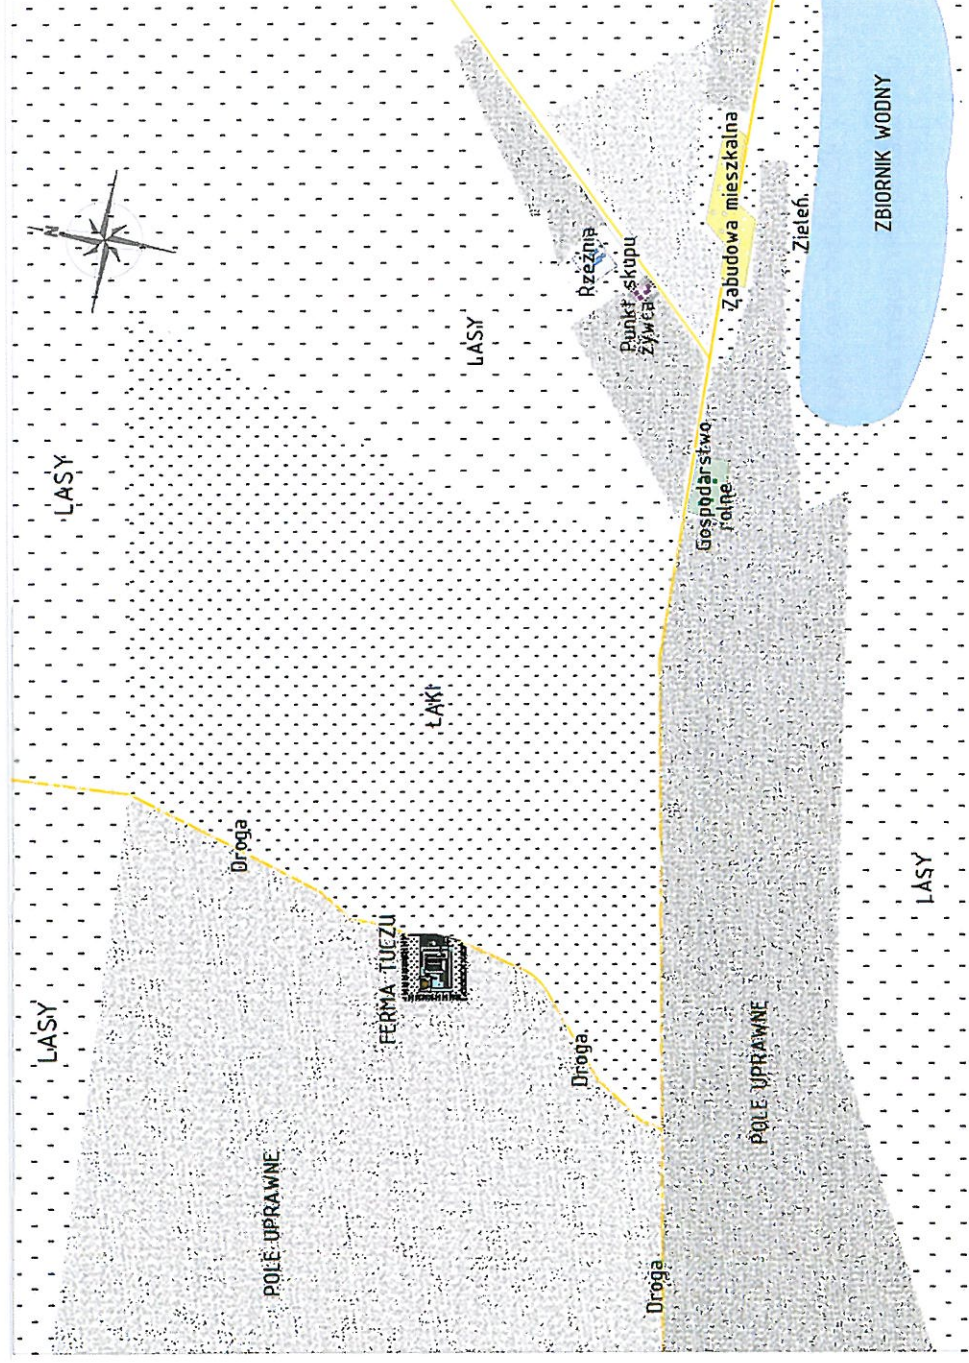 LASY
N
LASY
Droga
POLE UPRAWNE
FERMA TUCZU
ŁĄKI
LASY
Droga
Rzeźnia
Punkt skupu
żywca
Droga
Gospodarstwo
rolne
Zabudowa mieszkalna
POLE UPRAWNE
Zieleń
ZBIORNIK WODNY
LASY